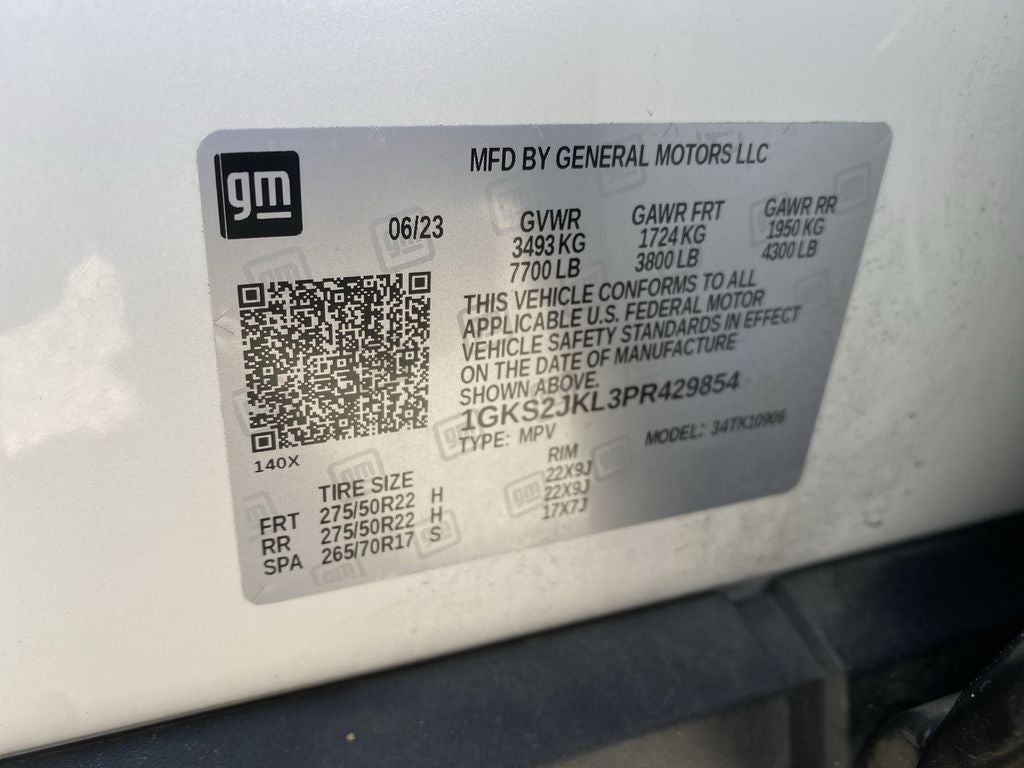 gm
MFD BY GENERAL MOTORS LLC
06/23
GVWR
3493 KG
7700 LB
GAWR FRT
1724 KG
3800 LB
GAWR RR
1950 KG
4300 LB
THIS VEHICLE CONFORMS TO ALL
APPLICABLE U.S. FEDERAL MOTOR
VEHICLE SAFETY STANDARDS IN EFFECT
ON THE DATE OF MANUFACTURE
SHOWN ABOVE.
1GKS2JKL3PR429854
TYPE: MPV MODEL: 34TK10906
140X
TIRE SIZE RIM
FRT 275/50R22 H 22X9J
RR 275/50R22 H 22X9J
SPA 265/70R17 S 17X7J